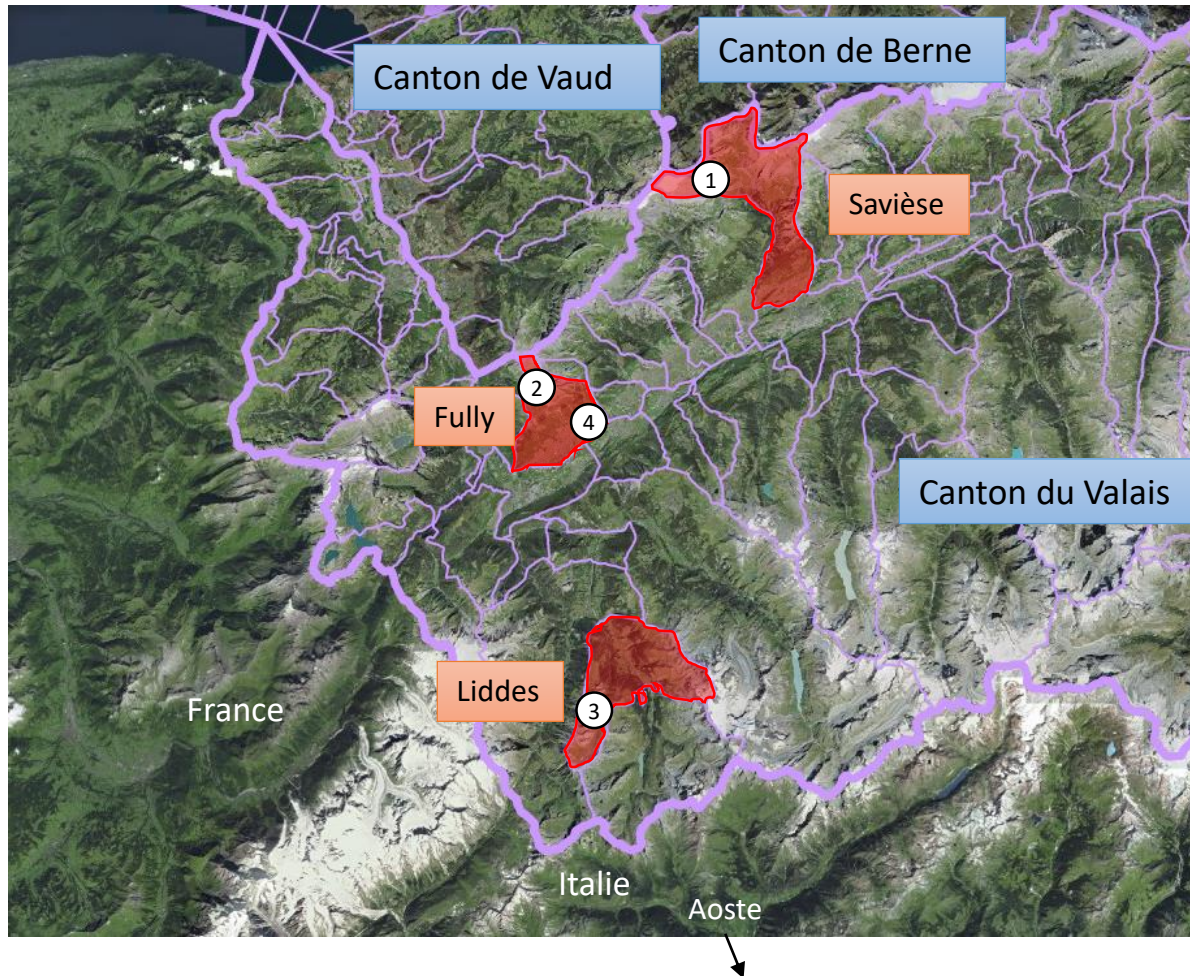 Canton de Berne
Canton de Vaud
1
Savièse
2
Fully
4
Canton du Valais
Liddes
3
France
Italie
Aoste